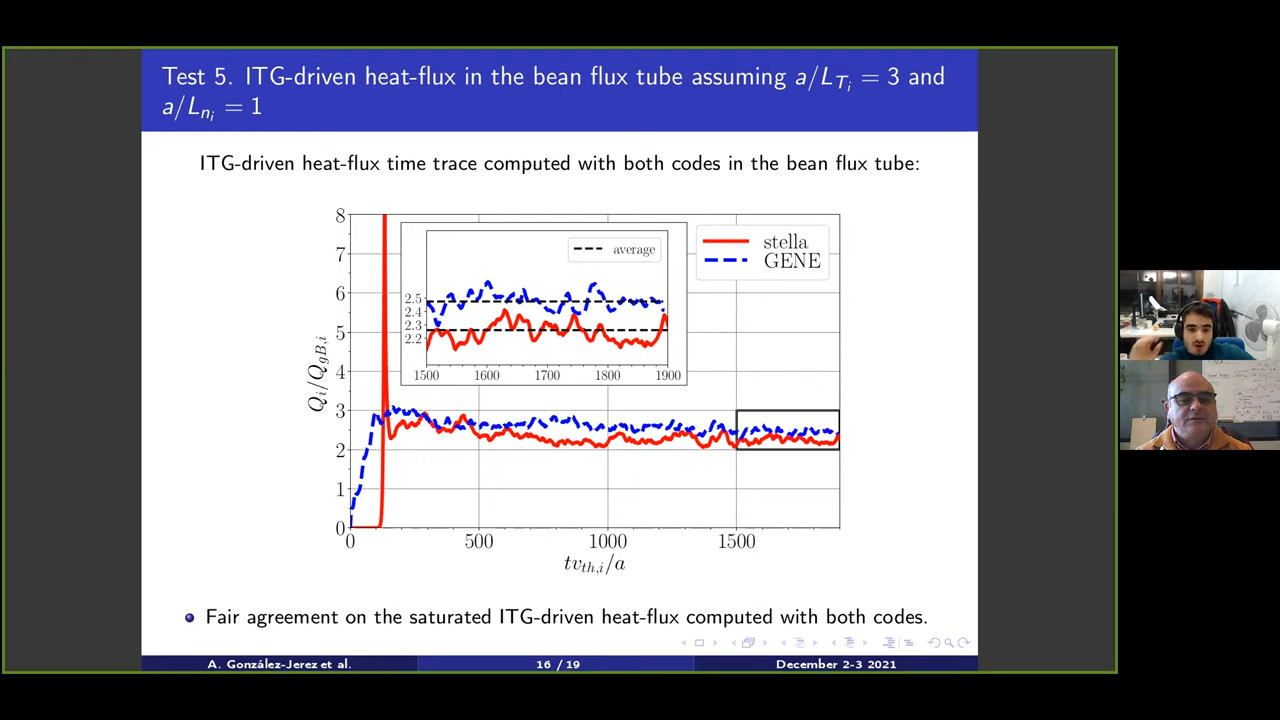 Test 5. ITG-driven heat-flux in the bean flux tube assuming a/L_{T_i} = 3 and
a/L_{n_i} = 1
ITG-driven heat-flux time trace computed with both codes in the bean flux tube:
8
7
6
5
4
3
2
1
0
Q_i/Q_{gB,i}
average
2.5
2.4
2.3
2.2
1500 1600 1700 1800 1900
stella
GENE
0 500 1000 1500
tv_{th,i}/a
Fair agreement on the saturated ITG-driven heat-flux computed with both codes.
A. González-Jerez et al. 16 / 19 December 2-3 2021